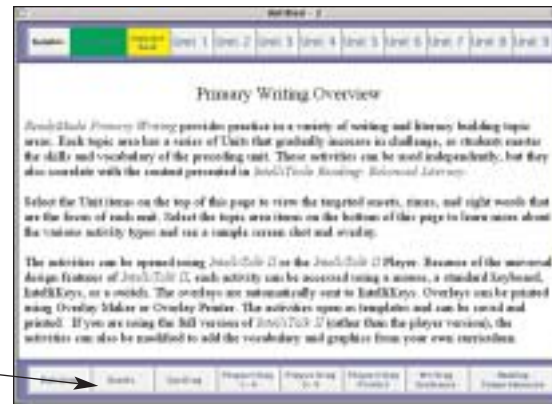 Untitled - 2
Unit 1 Unit 2 Unit 3 Unit 4 Unit 5 Unit 6 Unit 7 Unit 8 Unit 9
Primary Writing Overview
ReadyMade Primary Writing provides practice in a variety of writing and literacy building topic
areas. Each topic area has a series of Units that gradually increase in challenge, as students master
the skills and vocabulary of the preceding unit. These activities can be used independently, but they
also correlate with the content presented in IntelliTools Reading: Balanced Literacy.
Select the Unit items on the top of this page to view the targeted onsets, rimes, and sight words that
are the focus of each unit. Select the topic area items on the bottom of this page to learn more about
the various activity types and see a sample screen shot and overlay.
The activities can be opened using IntelliTalk II or the IntelliTalk II Player. Because of the universal
design features of IntelliTalk II, each activity can be accessed using a mouse, a standard keyboard,
IntelliKeys, or a switch. The overlays are automatically sent to IntelliKeys. Overlays can be printed
using Overlay Maker or Overlay Printer. The activities open as templates and can be saved and
printed. If you are using the full version of IntelliTalk II (rather than the player version), the
activities can also be modified to add the vocabulary and graphics from your own curriculum.
Spelling